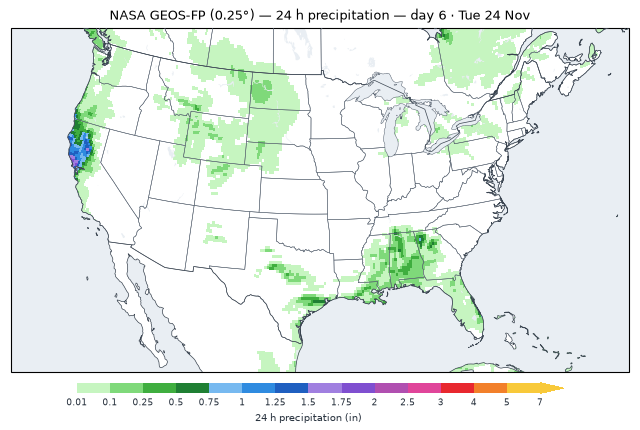 NASA GEOS-FP (0.25°) — 24 h precipitation — day 6 · Tue 24 Nov
0.01 0.1 0.25 0.5 0.75 1 1.25 1.5 1.75 2 2.5 3 4 5 7
24 h precipitation (in)